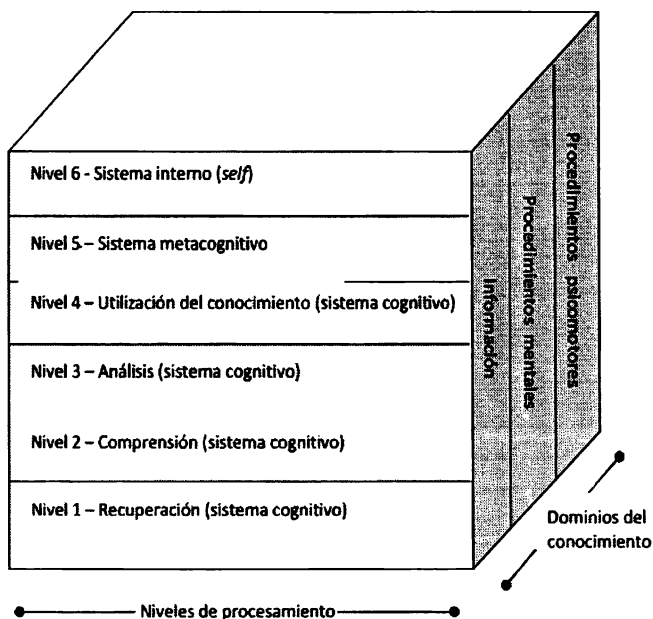 Nivel 6 - Sistema interno (self)
Nivel 5 – Sistema metacognitivo
Nivel 4 – Utilización del conocimiento (sistema cognitivo)
Nivel 3 – Análisis (sistema cognitivo)
Nivel 2 – Comprensión (sistema cognitivo)
Nivel 1 – Recuperación (sistema cognitivo)
Información
Procedimientos mentales
Procedimientos psicomotores
Dominios del
conocimiento
Niveles de procesamiento